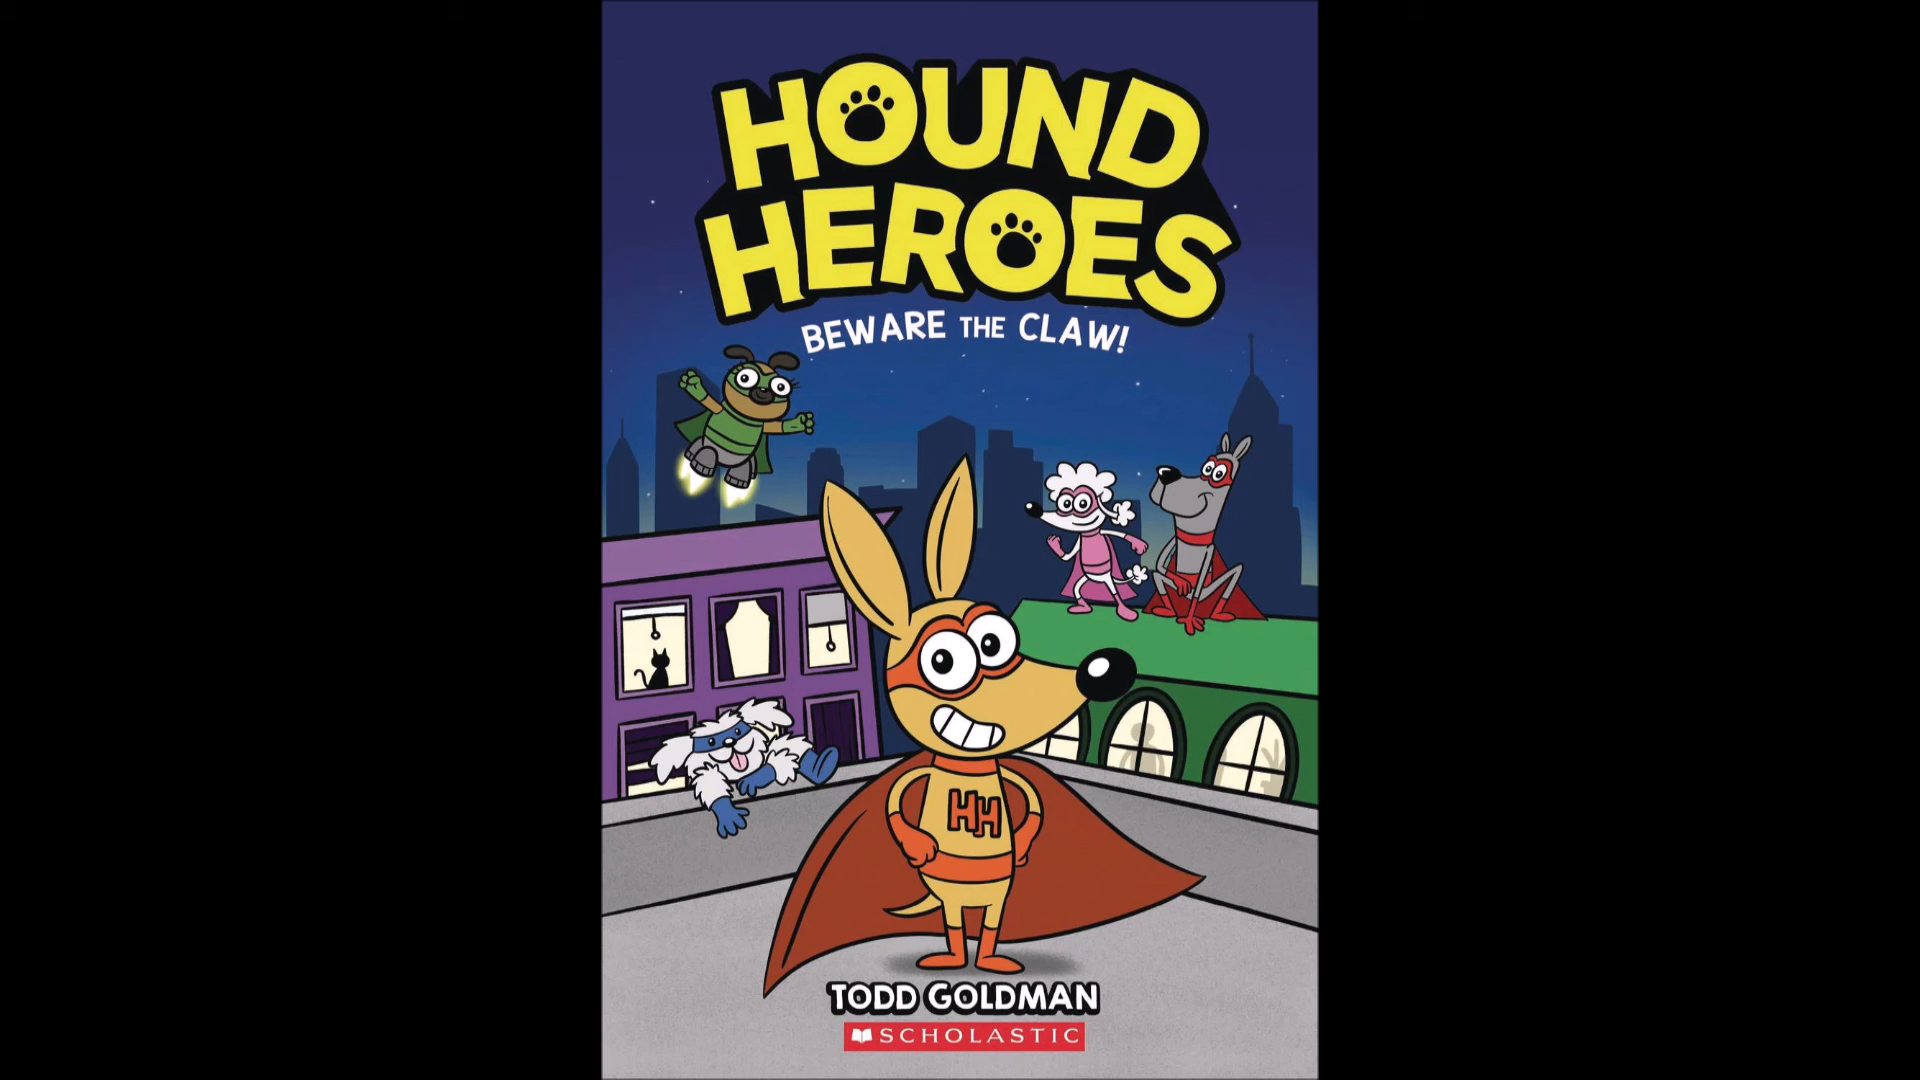 HOUND
HEROES
BEWARE THE CLAW!
HH
TODD GOLDMAN
SCHOLASTIC